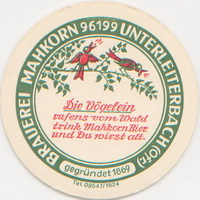 BRAUEREI MAHKORN 96199 UNTERLEITERBACH (Ofr.)
Die Vögelein
rufens vom Wald
trink Mahkorn Bier
und Du wirst alt.
gegründet 1869
Tel. 09547/7624